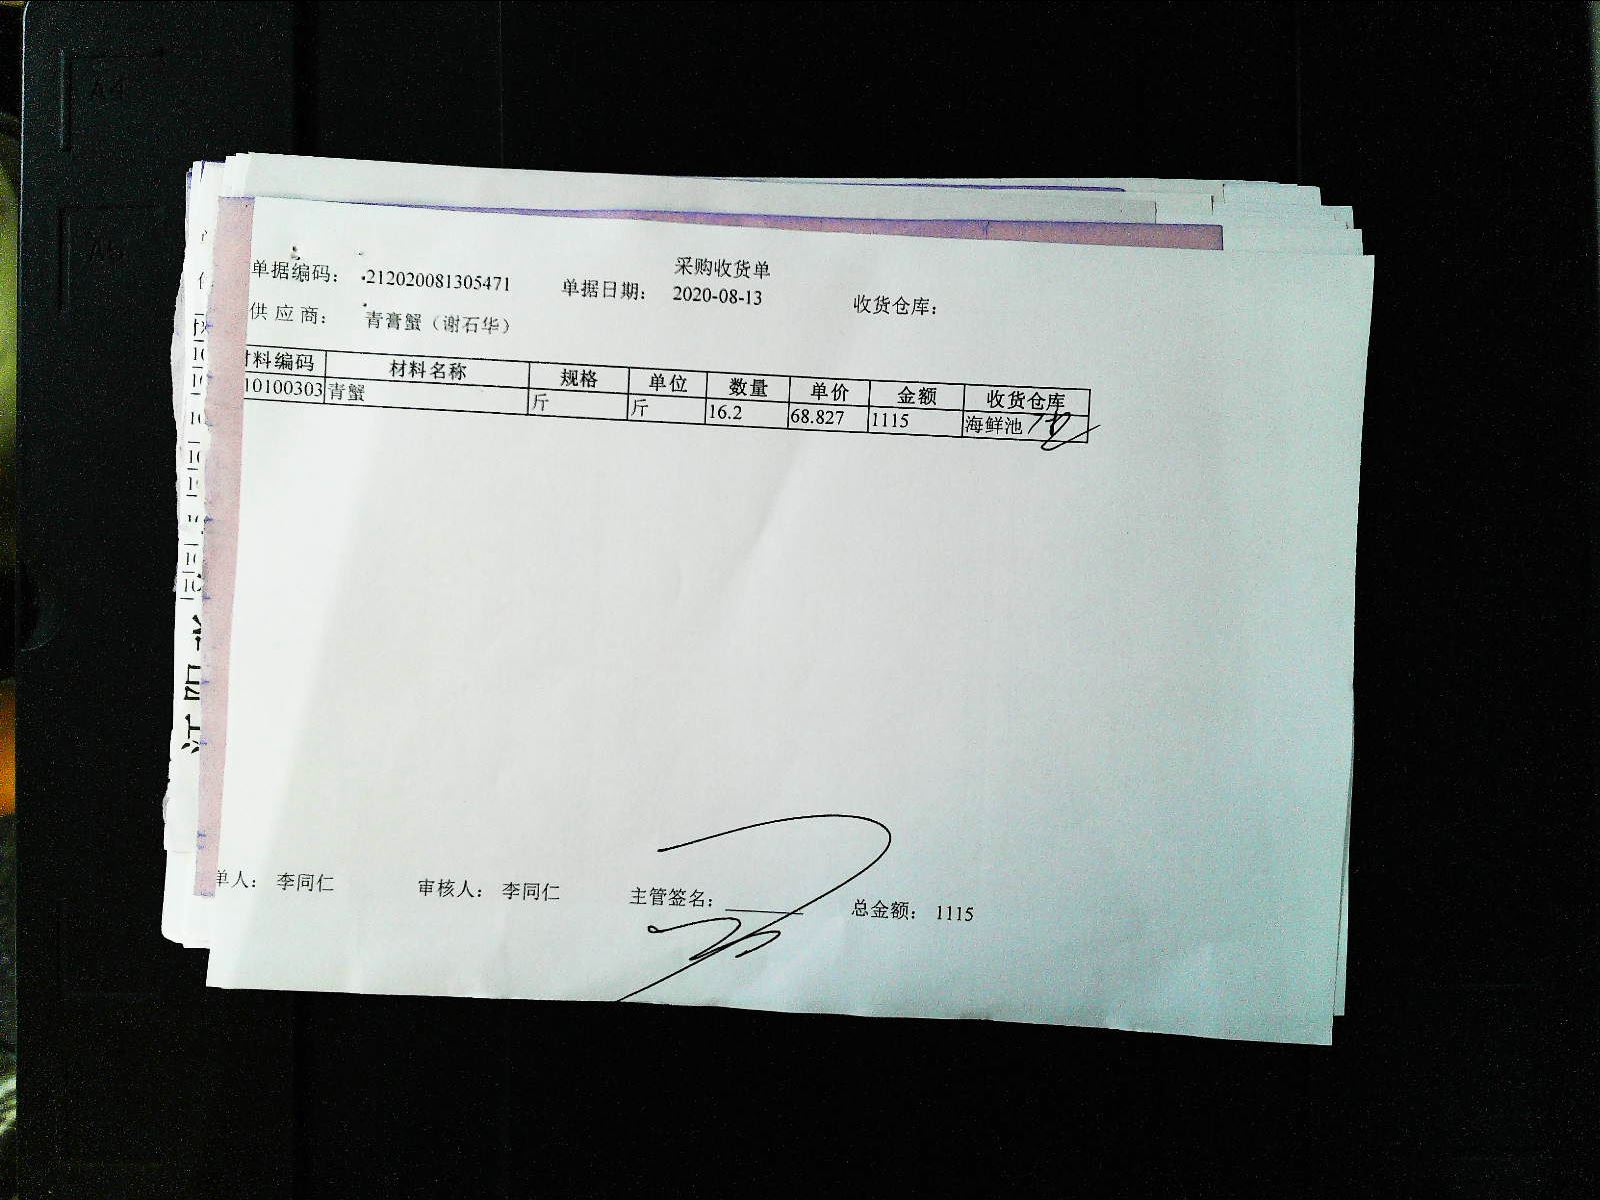 采购收货单
单据编码： 212020081305471 单据日期： 2020-08-13 收货仓库：
供 应 商： 青膏蟹（谢石华）
材料编码 材料名称 规格 单位 数量 单价 金额 收货仓库
10100303 青蟹 斤 斤 16.2 68.827 1115 海鲜池
单人： 李同仁 审核人： 李同仁 主管签名： 总金额： 1115